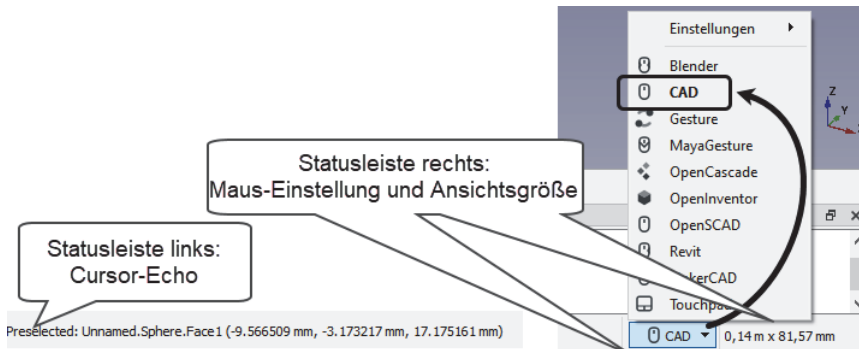 Einstellungen
Blender
CAD
Gesture
MayaGesture
OpenCascade
OpenInventor
OpenSCAD
Revit
Z
Y
Statusleiste rechts:
Maus-Einstellung und Ansichtsgröße
Statusleiste links:
Cursor-Echo
Preselected: Unnamed.Sphere.Face1 (-9.566509 mm, -3.173217 mm, 17.175161 mm)
CAD
0,14 m x 81,57 mm